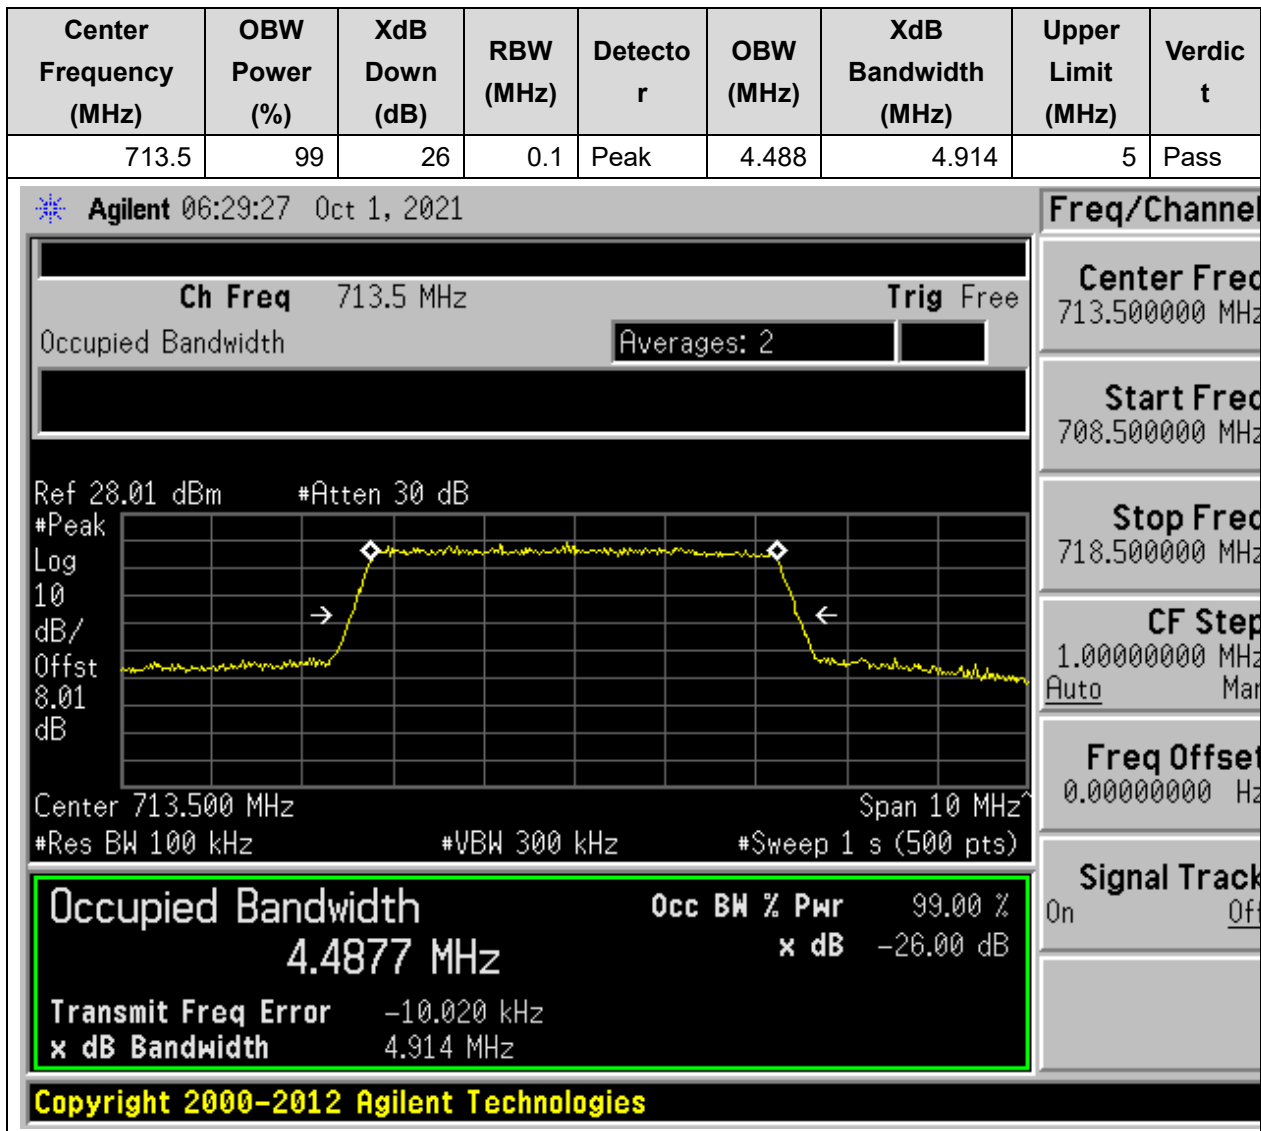 Center Frequency (MHz) OBW Power (%) XdB Down (dB) RBW (MHz) Detector OBW (MHz) XdB Bandwidth (MHz) Upper Limit (MHz) Verdict
713.5 99 26 0.1 Peak 4.488 4.914 5 Pass
Agilent 06:29:27 Oct 1, 2021
Ch Freq 713.5 MHz Trig Free
Occupied Bandwidth Averages: 2
Ref 28.01 dBm #Atten 30 dB
#Peak
Log
10
dB/
Offst
8.01
dB
Center 713.500 MHz Span 10 MHz^
#Res BW 100 kHz #VBW 300 kHz #Sweep 1 s (500 pts)
Occupied Bandwidth Occ BW % Pwr 99.00 %
4.4877 MHz x dB -26.00 dB
Transmit Freq Error -10.020 kHz
x dB Bandwidth 4.914 MHz
Copyright 2000-2012 Agilent Technologies
Freq/Channel
Center Freq
713.500000 MHz
Start Freq
708.500000 MHz
Stop Freq
718.500000 MHz
CF Step
1.00000000 MHz
Auto Man
Freq Offset
0.00000000 Hz
Signal Track
On Off